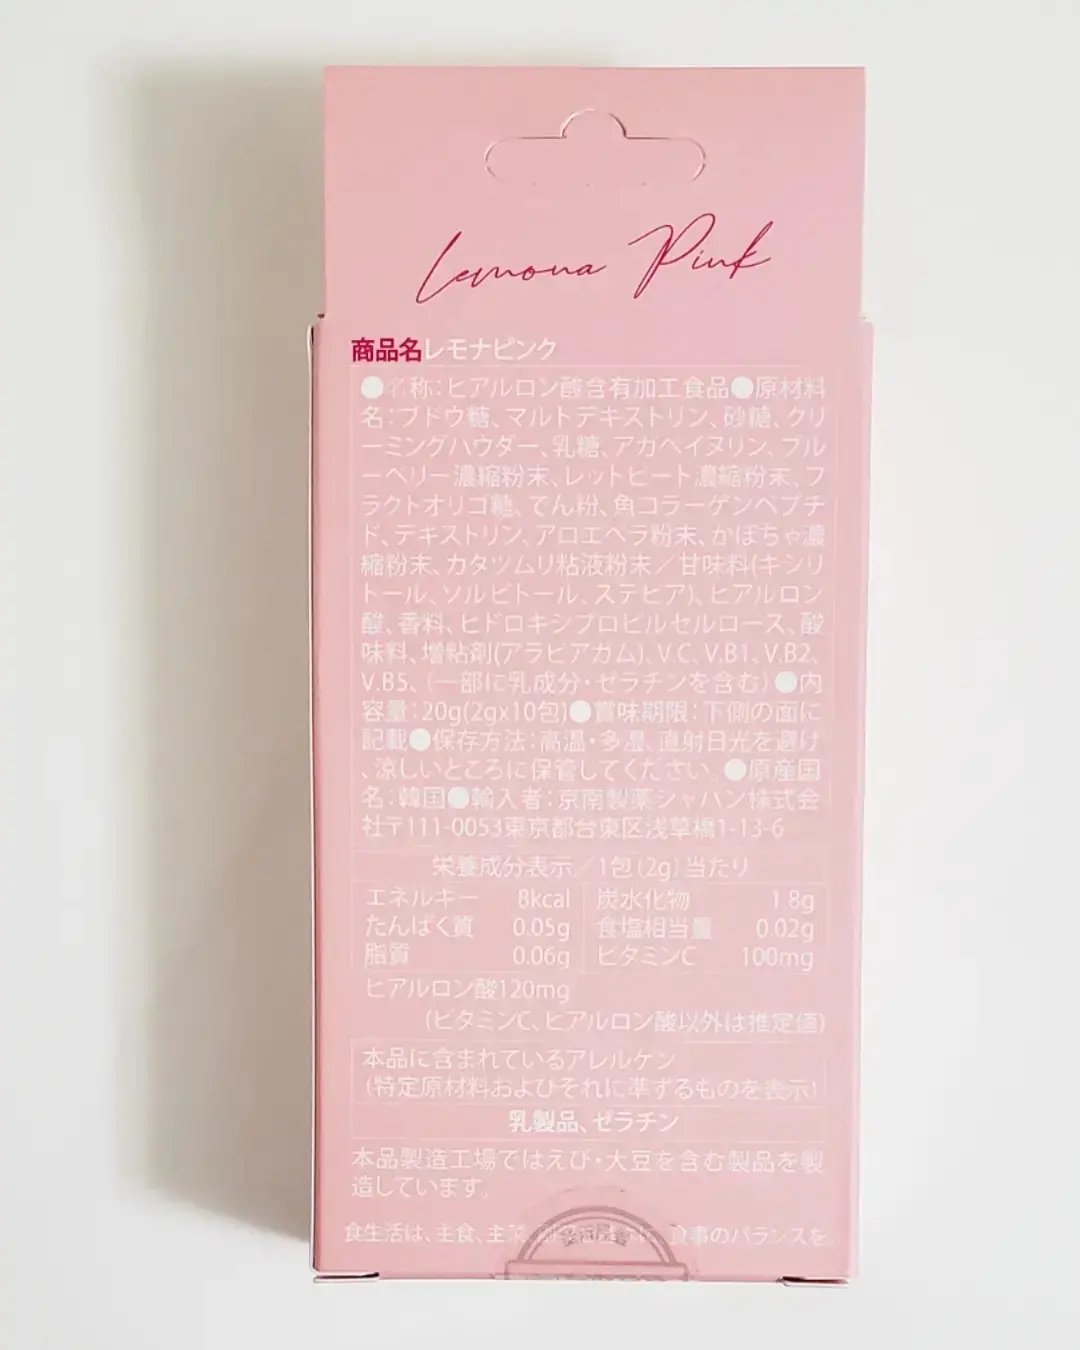 Lemona Pink
商品名レモナピンク
●名称：ヒアルロン酸含有加工食品●原材料
名：ブドウ糖、マルトデキストリン、砂糖、クリ
ーミングパウダー、乳糖、アガベイヌリン、ブル
ーベリー濃縮粉末、レッドビート濃縮粉末、フ
ラクトオリゴ糖、でん粉、魚コラーゲンペプチ
ド、デキストリン、アロエベラ粉末、かぼちゃ濃
縮粉末、カタツムリ粘液粉末／甘味料(キシリ
トール、ソルビトール、ステビア)、ヒアルロン
酸、香料、ヒドロキシプロピルセルロース、酸
味料、増粘剤(アラビアガム)、V.C、V.B1、V.B2、
V.B5、（一部に乳成分・ゼラチンを含む）●内
容量：20g(2gx10包)●賞味期限：下側の面に
記載●保存方法：高温・多湿、直射日光を避け
、涼しいところに保管してください。●原産国
名：韓国●輸入者：京南製薬ジャパン株式会
社〒111-0053東京都台東区浅草橋1-13-6
栄養成分表示／1包(2g)当たり
エネルギー 8kcal 炭水化物 1.8g
たんぱく質 0.05g 食塩相当量 0.02g
脂質 0.06g ビタミンC 100mg
ヒアルロン酸120mg
(ビタミンC、ヒアルロン酸以外は推定値)
本品に含まれているアレルゲン
(特定原材料およびそれに準ずるものを表示)
乳製品、ゼラチン
本品製造工場ではえび・大豆を含む製品を製
造しています。
食生活は、主食、主菜、食事のバランスを